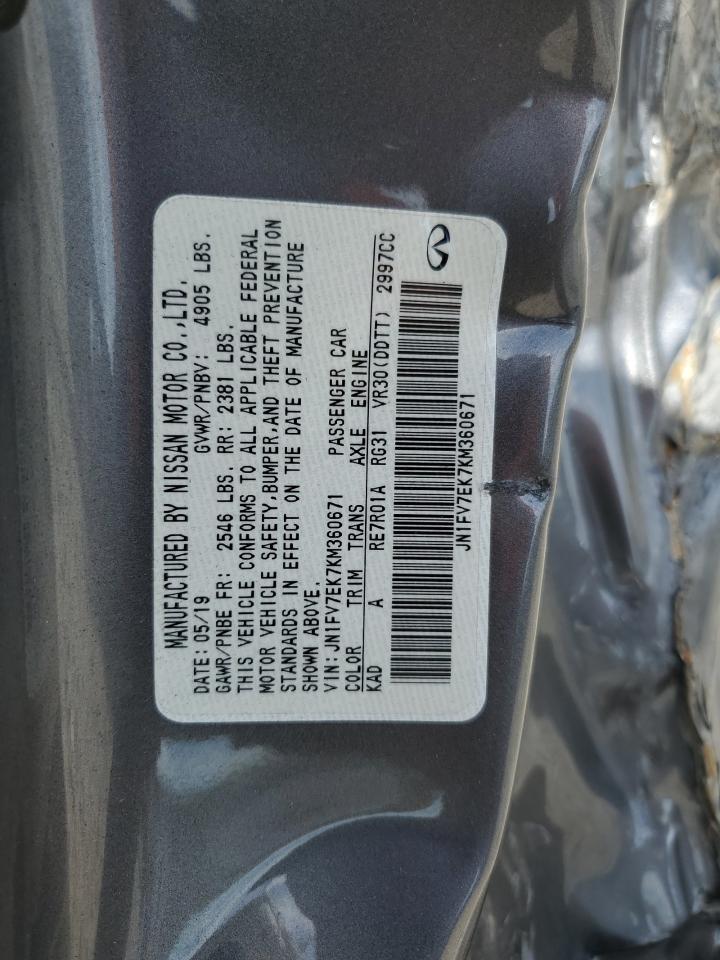 MANUFACTURED BY NISSAN MOTOR CO.,LTD.
DATE: 05/19 GVWR/PNBV: 4905 LBS.
GAWR/PNBE FR: 2546 LBS. RR: 2381 LBS.
THIS VEHICLE CONFORMS TO ALL APPLICABLE FEDERAL
MOTOR VEHICLE SAFETY,BUMPER,AND THEFT PREVENTION
STANDARDS IN EFFECT ON THE DATE OF MANUFACTURE
SHOWN ABOVE.
VIN: JN1FV7EK7KM360671 PASSENGER CAR
COLOR TRIM TRANS AXLE ENGINE
KAD A RE7R01A RG31 VR30(DDTT) 2997CC
JN1FV7EK7KM360671